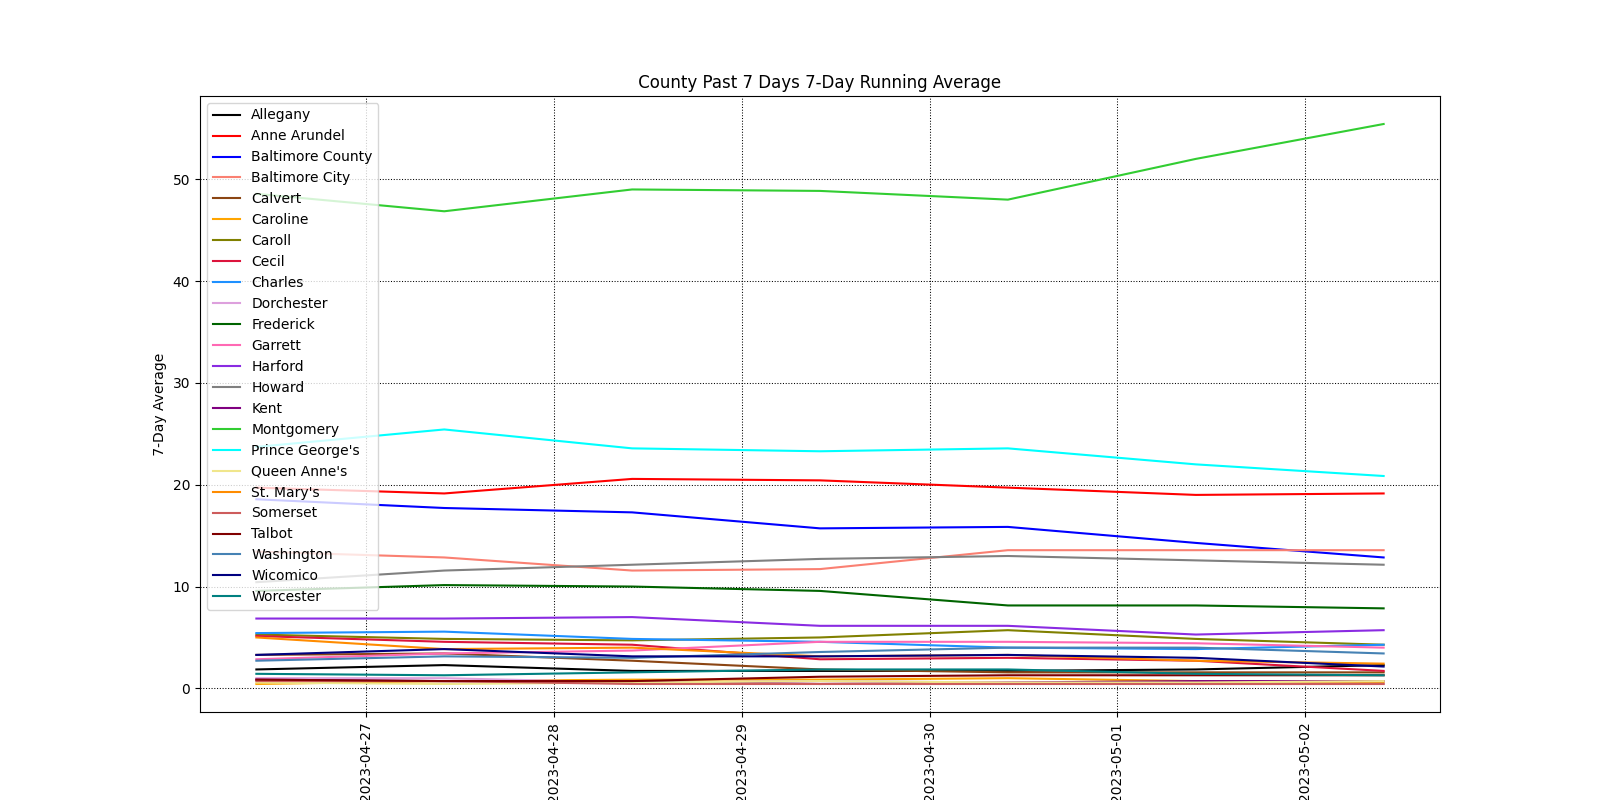 County Past 7 Days 7-Day Running Average
7-Day Average
50
40
30
20
10
0
Allegany
Anne Arundel
Baltimore County
Baltimore City
Calvert
Caroline
Caroll
Cecil
Charles
Dorchester
Frederick
Garrett
Harford
Howard
Kent
Montgomery
Prince George's
Queen Anne's
St. Mary's
Somerset
Talbot
Washington
Wicomico
Worcester
2023-04-27
2023-04-28
2023-04-29
2023-04-30
2023-05-01
2023-05-02